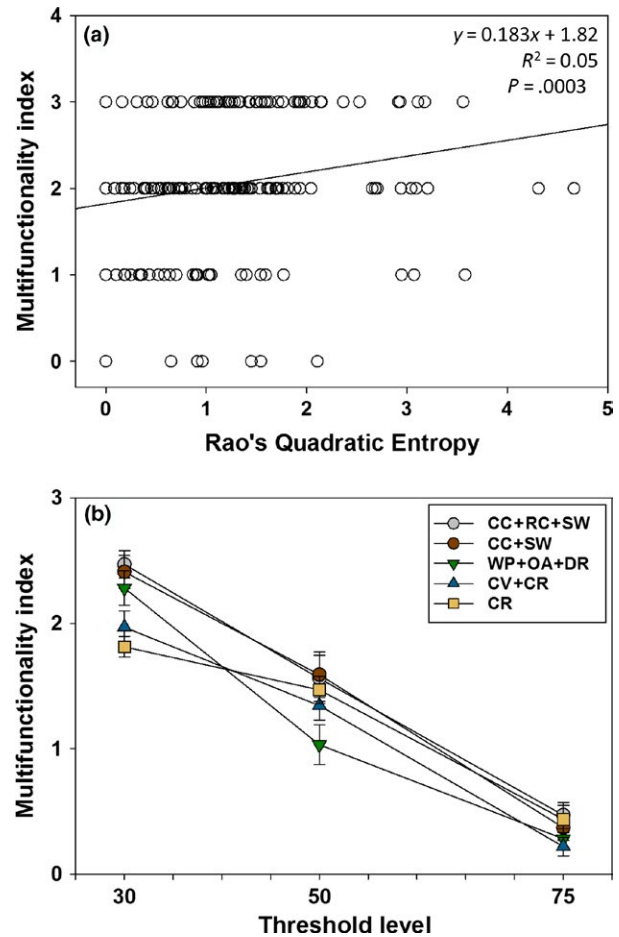 (a)
y = 0.183x + 1.82
R² = 0.05
P = .0003
4
3
2
1
0
Multifunctionality index
0 1 2 3 4 5
Rao's Quadratic Entropy
(b)
CC+RC+SW
CC+SW
WP+OA+DR
CV+CR
CR
3
2
1
0
Multifunctionality index
30 50 75
Threshold level